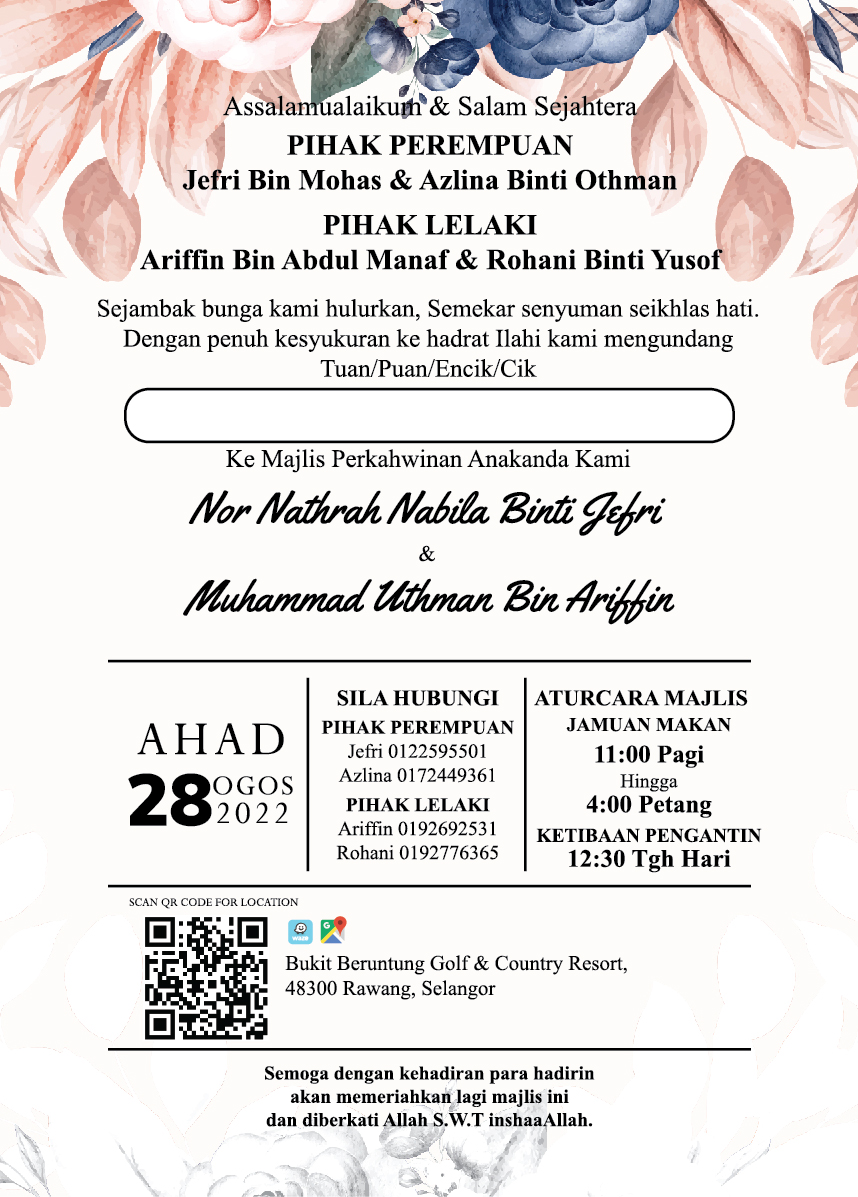 Assalamualaikum & Salam Sejahtera
PIHAK PEREMPUAN
Jefri Bin Mohas & Azlina Binti Othman
PIHAK LELAKI
Ariffin Bin Abdul Manaf & Rohani Binti Yusof
Sejambak bunga kami hulurkan, Semekar senyuman seikhlas hati.
Dengan penuh kesyukuran ke hadrat Ilahi kami mengundang
Tuan/Puan/Encik/Cik
Ke Majlis Perkahwinan Anakanda Kami
Nor Nathrah Nabila Binti Jefri
&
Muhammad Uthman Bin Ariffin
AHAD
28 OGOS
2022
SILA HUBUNGI
PIHAK PEREMPUAN
Jefri 0122595501
Azlina 0172449361
PIHAK LELAKI
Ariffin 0192692531
Rohani 0192776365
ATURCARA MAJLIS
JAMUAN MAKAN
11:00 Pagi
Hingga
4:00 Petang
KETIBAAN PENGANTIN
12:30 Tgh Hari
SCAN QR CODE FOR LOCATION
waze
G
Bukit Beruntung Golf & Country Resort,
48300 Rawang, Selangor
Semoga dengan kehadiran para hadirin
akan memeriahkan lagi majlis ini
dan diberkati Allah S.W.T inshaaAllah.